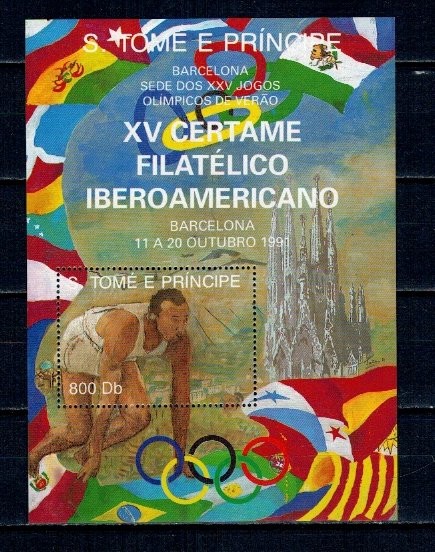 S. TOMÉ E PRÍNCIPE
BARCELONA
SEDE DOS XXV JOGOS
OLIMPICOS DE VERÃO
XV CERTAME
FILATÉLICO
IBEROAMERICANO
BARCELONA
11 A 20 OUTUBRO 1991
S. TOMÉ E PRÍNCIPE
800 Db